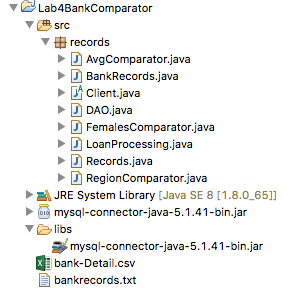 Lab4BankComparator
src
records
AvgComparator.java
BankRecords.java
Client.java
DAO.java
FemalesComparator.java
LoanProcessing.java
Records.java
RegionComparator.java
JRE System Library [Java SE 8 [1.8.0_65]]
mysql-connector-java-5.1.41-bin.jar
libs
mysql-connector-java-5.1.41-bin.jar
bank-Detail.csv
bankrecords.txt